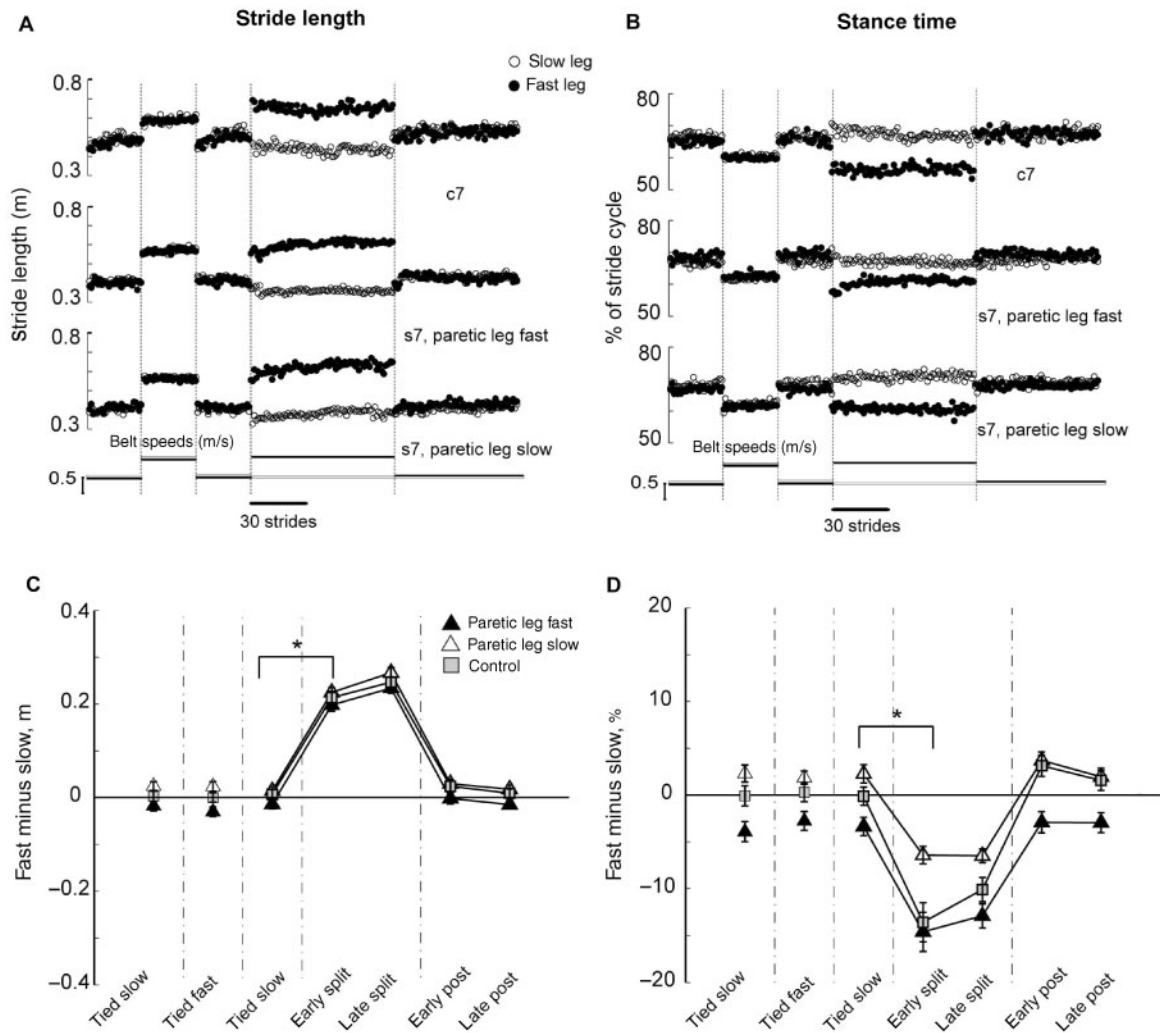 Stride length
A
Slow leg
Fast leg
0.8
0.3
c7
0.8
0.3
s7, paretic leg fast
0.8
0.3
s7, paretic leg slow
Stride length (m)
Belt speeds (m/s)
0.5
30 strides
Stance time
B
80
50
c7
80
50
s7, paretic leg fast
80
50
s7, paretic leg slow
% of stride cycle
Belt speeds (m/s)
0.5
30 strides
C
0.4
0.2
0
–0.2
–0.4
Fast minus slow, m
*
Paretic leg fast
Paretic leg slow
Control
Tied slow
Tied fast
Tied slow
Early split
Late split
Early post
Late post
D
20
10
0
–10
–20
Fast minus slow, %
*
Tied slow
Tied fast
Tied slow
Early split
Late split
Early post
Late post